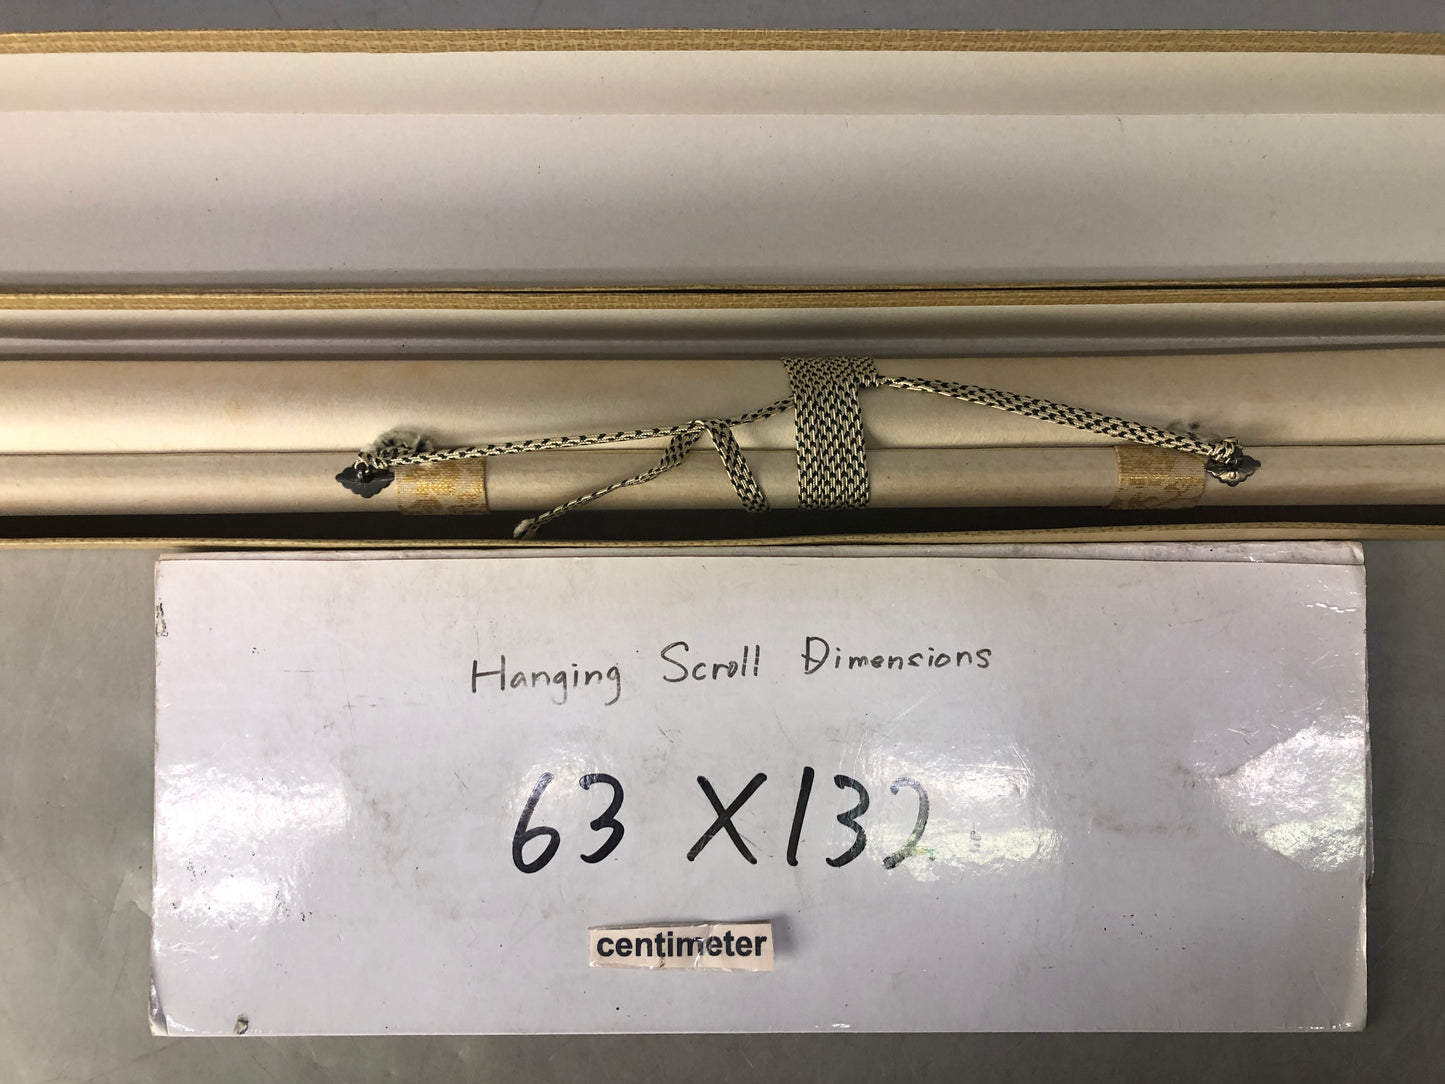 Hanging Scroll Dimensions
63 X 132
centimeter